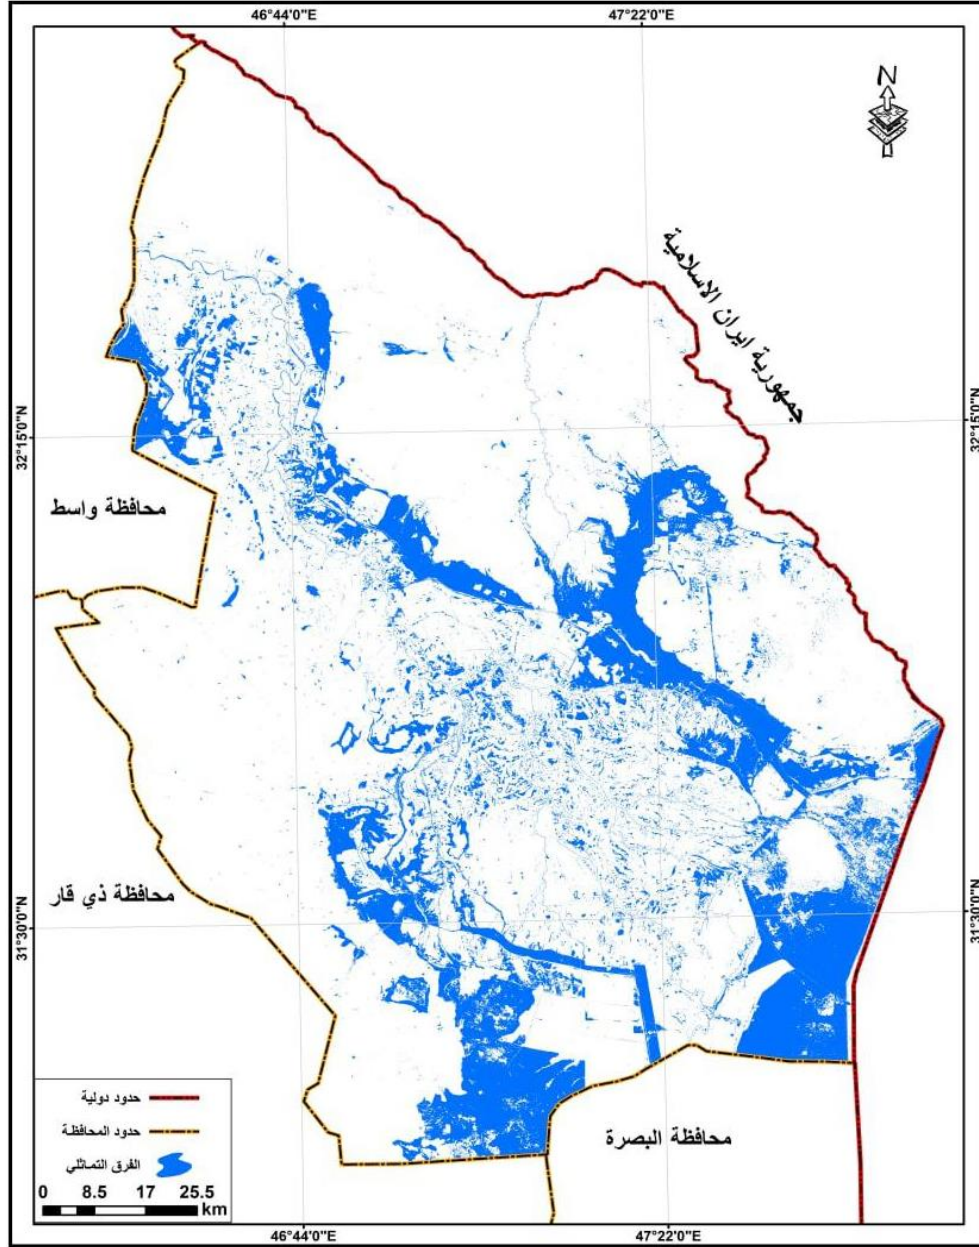 46°44'0"E
47°22'0"E
N
جمهورية ايران الاسلامية
32°15'0"N
32°15'0"N
محافظة واسط
محافظة ذي قار
31°30'0"N
31°30'0"N
محافظة البصرة
حدود دولية
حدود المحافظة
الفرق التماثلي
0 8.5 17 25.5
km
46°44'0"E
47°22'0"E